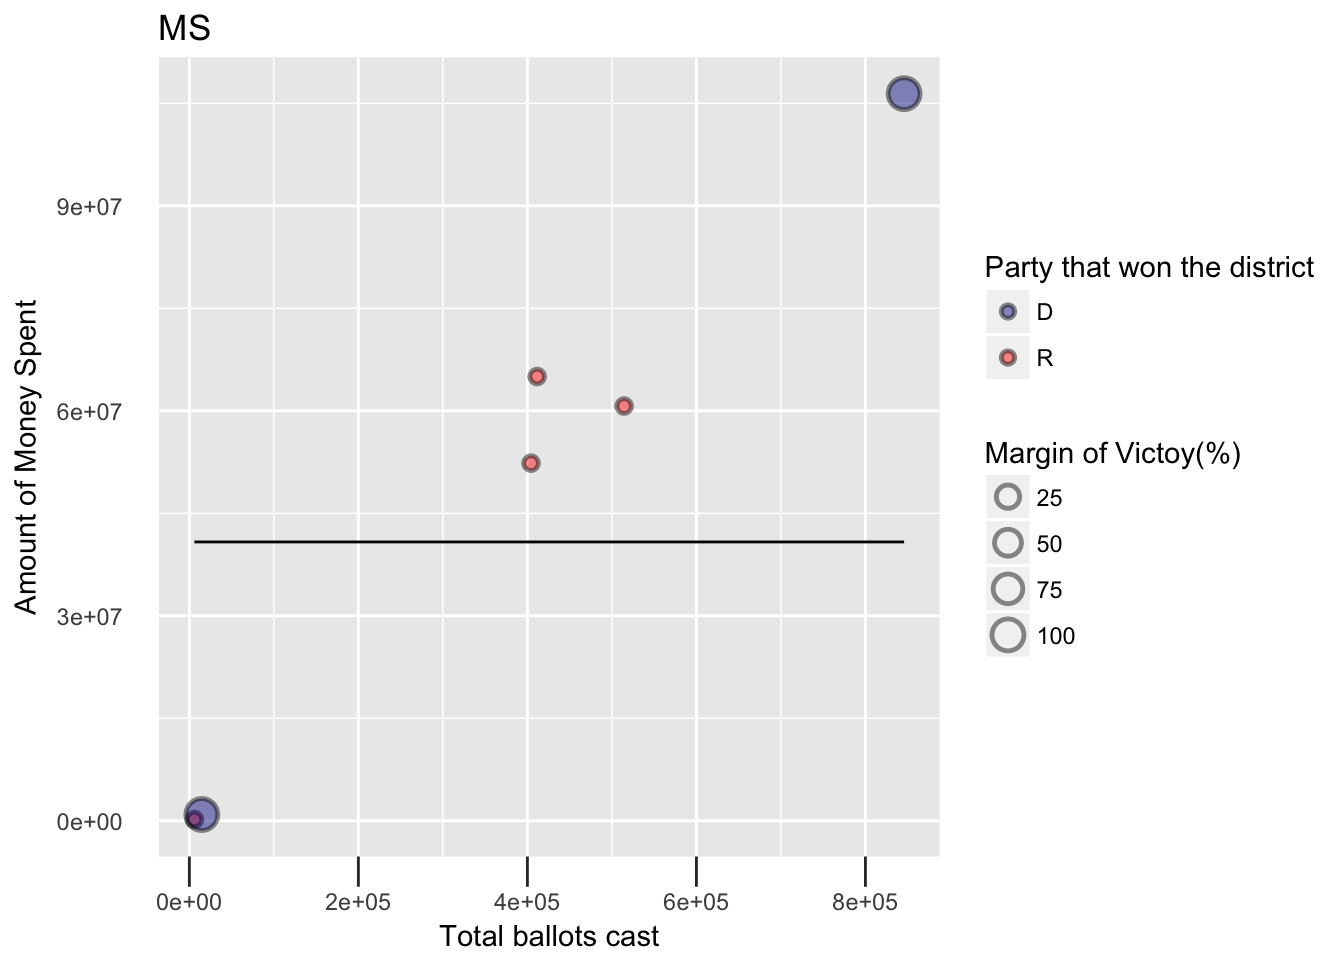 MS
Amount of Money Spent
9e+07
6e+07
3e+07
0e+00
0e+00 2e+05 4e+05 6e+05 8e+05
Total ballots cast
Party that won the district
D
R
Margin of Victoy(%)
25
50
75
100